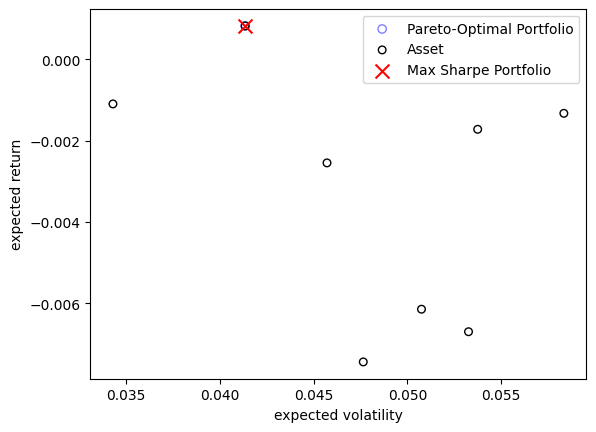 Pareto-Optimal Portfolio
Asset
Max Sharpe Portfolio
0.000
−0.002
−0.004
−0.006
expected return
0.035
0.040
0.045
0.050
0.055
expected volatility